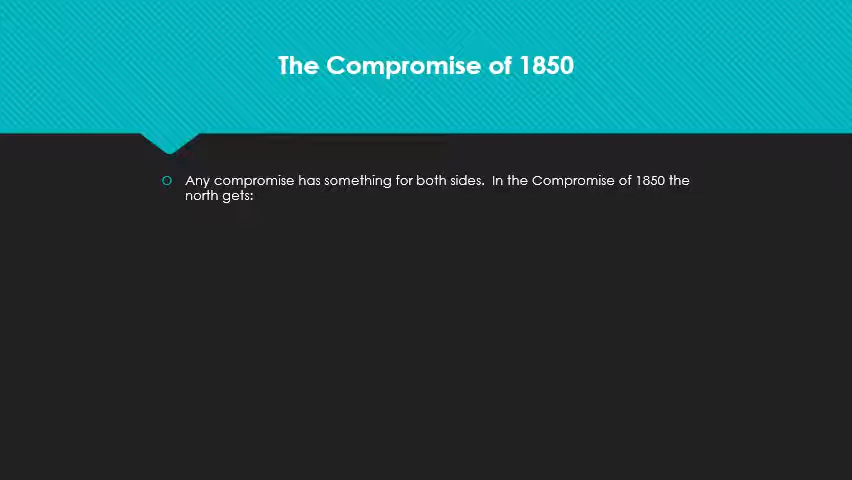 The Compromise of 1850
Any compromise has something for both sides.  In the Compromise of 1850 the
north gets: